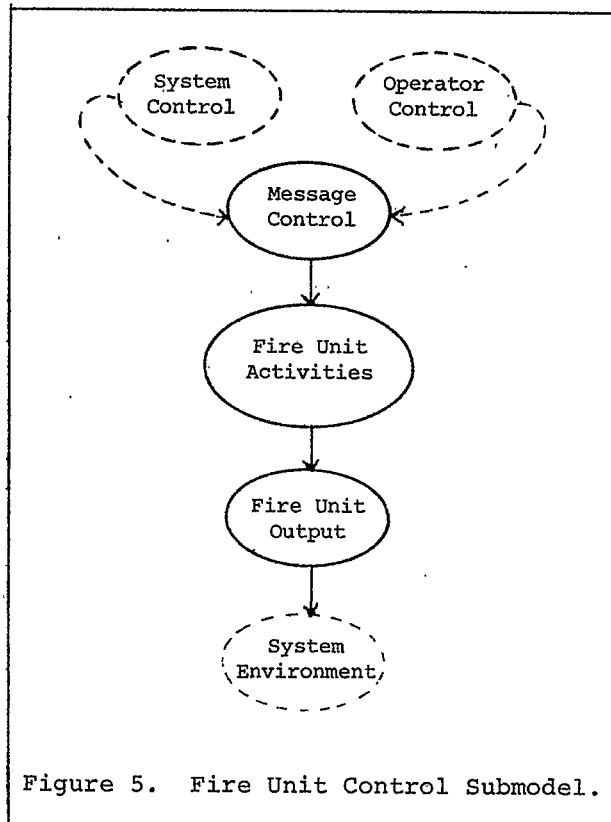 System
Control
Operator
Control
Message
Control
Fire Unit
Activities
Fire Unit
Output
System
Environment
Figure 5. Fire Unit Control Submodel.